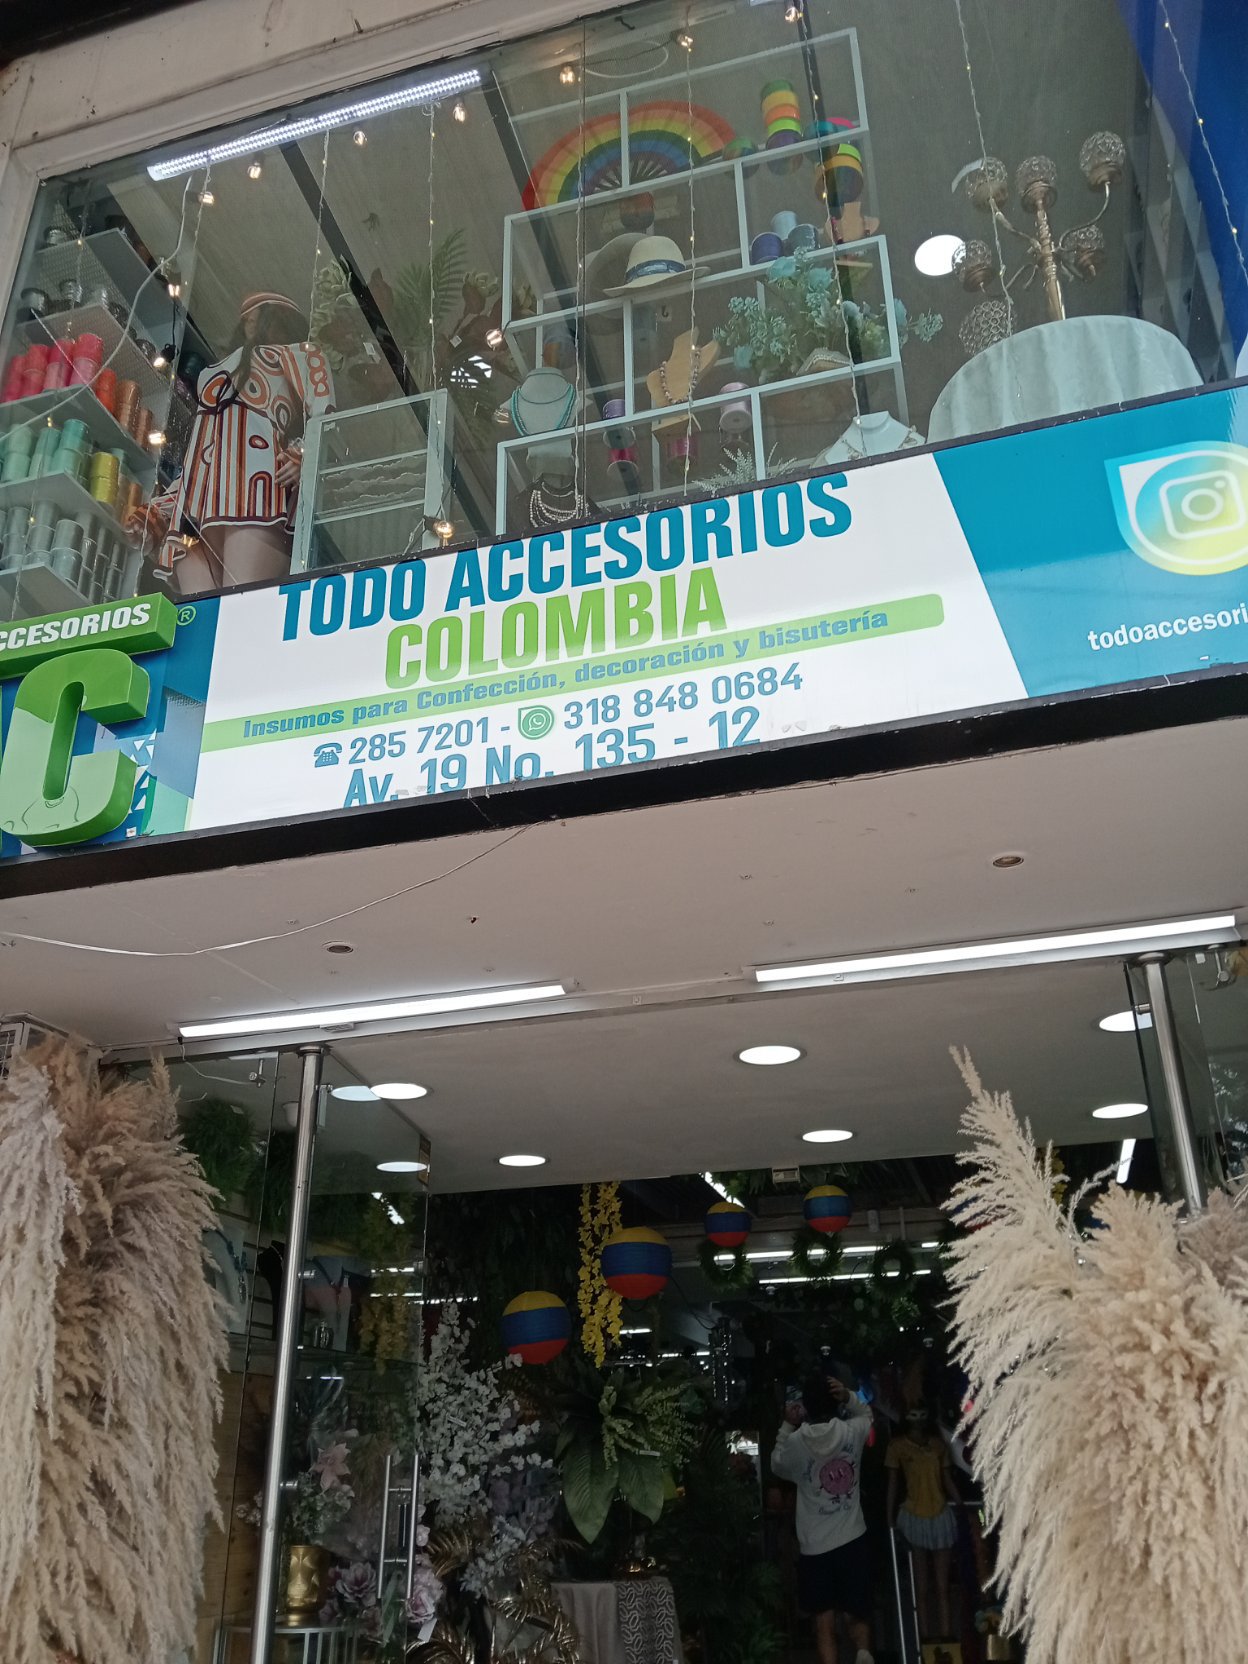 CCESORIOS ®
C
TODO ACCESORIOS
COLOMBIA
Insumos para Confección, decoración y bisutería
285 7201 - 318 848 0684
Av. 19 No. 135 - 12
todoaccesori